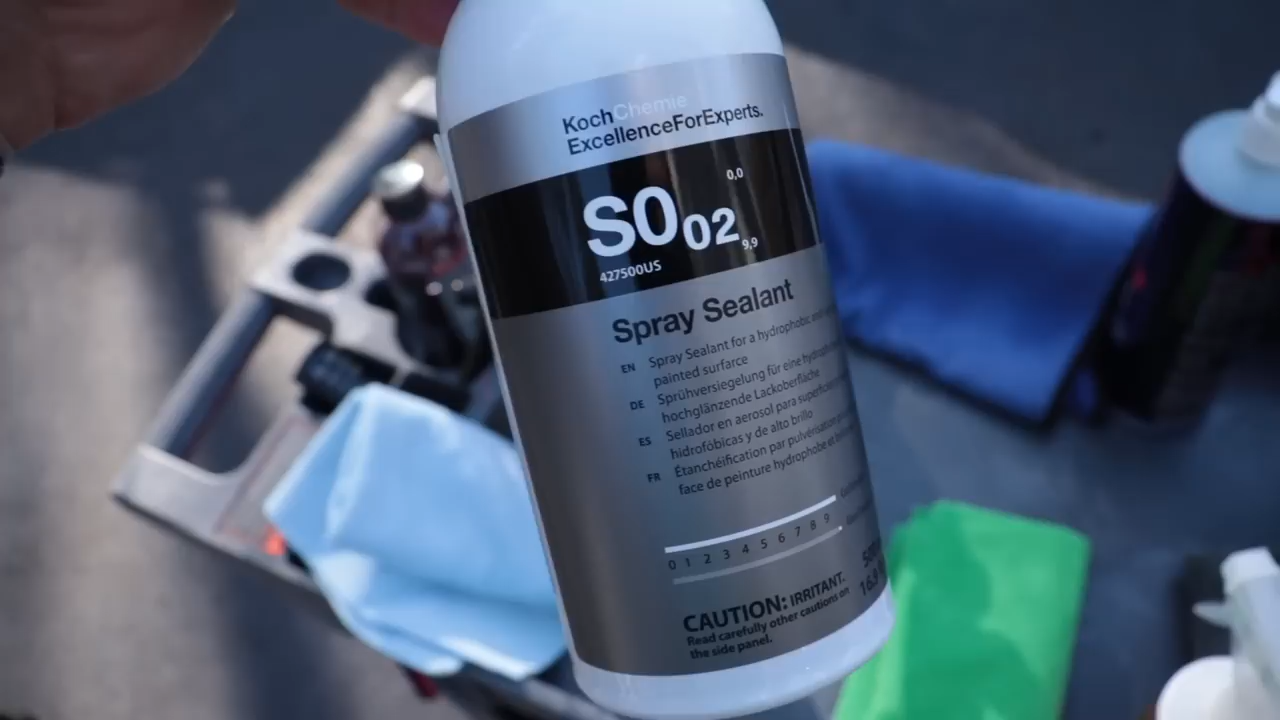 KochChemie
ExcellenceForExperts.
S0 02
0,0
9,9
427500US
Spray Sealant
EN Spray Sealant for a hydrophobic and
painted surfarce
DE Sprühversiegelung für eine
hochglänzende Lackoberfläche
ES Sellador en aerosol para
hidrofóbicas y de alto brillo
FR Étanchéification par pulvérisation
face de peinture hydrophobe et
0 1 2 3 4 5 6 7 8 9
CAUTION: IRRITANT.
Read carefully other cautions on
the side panel.